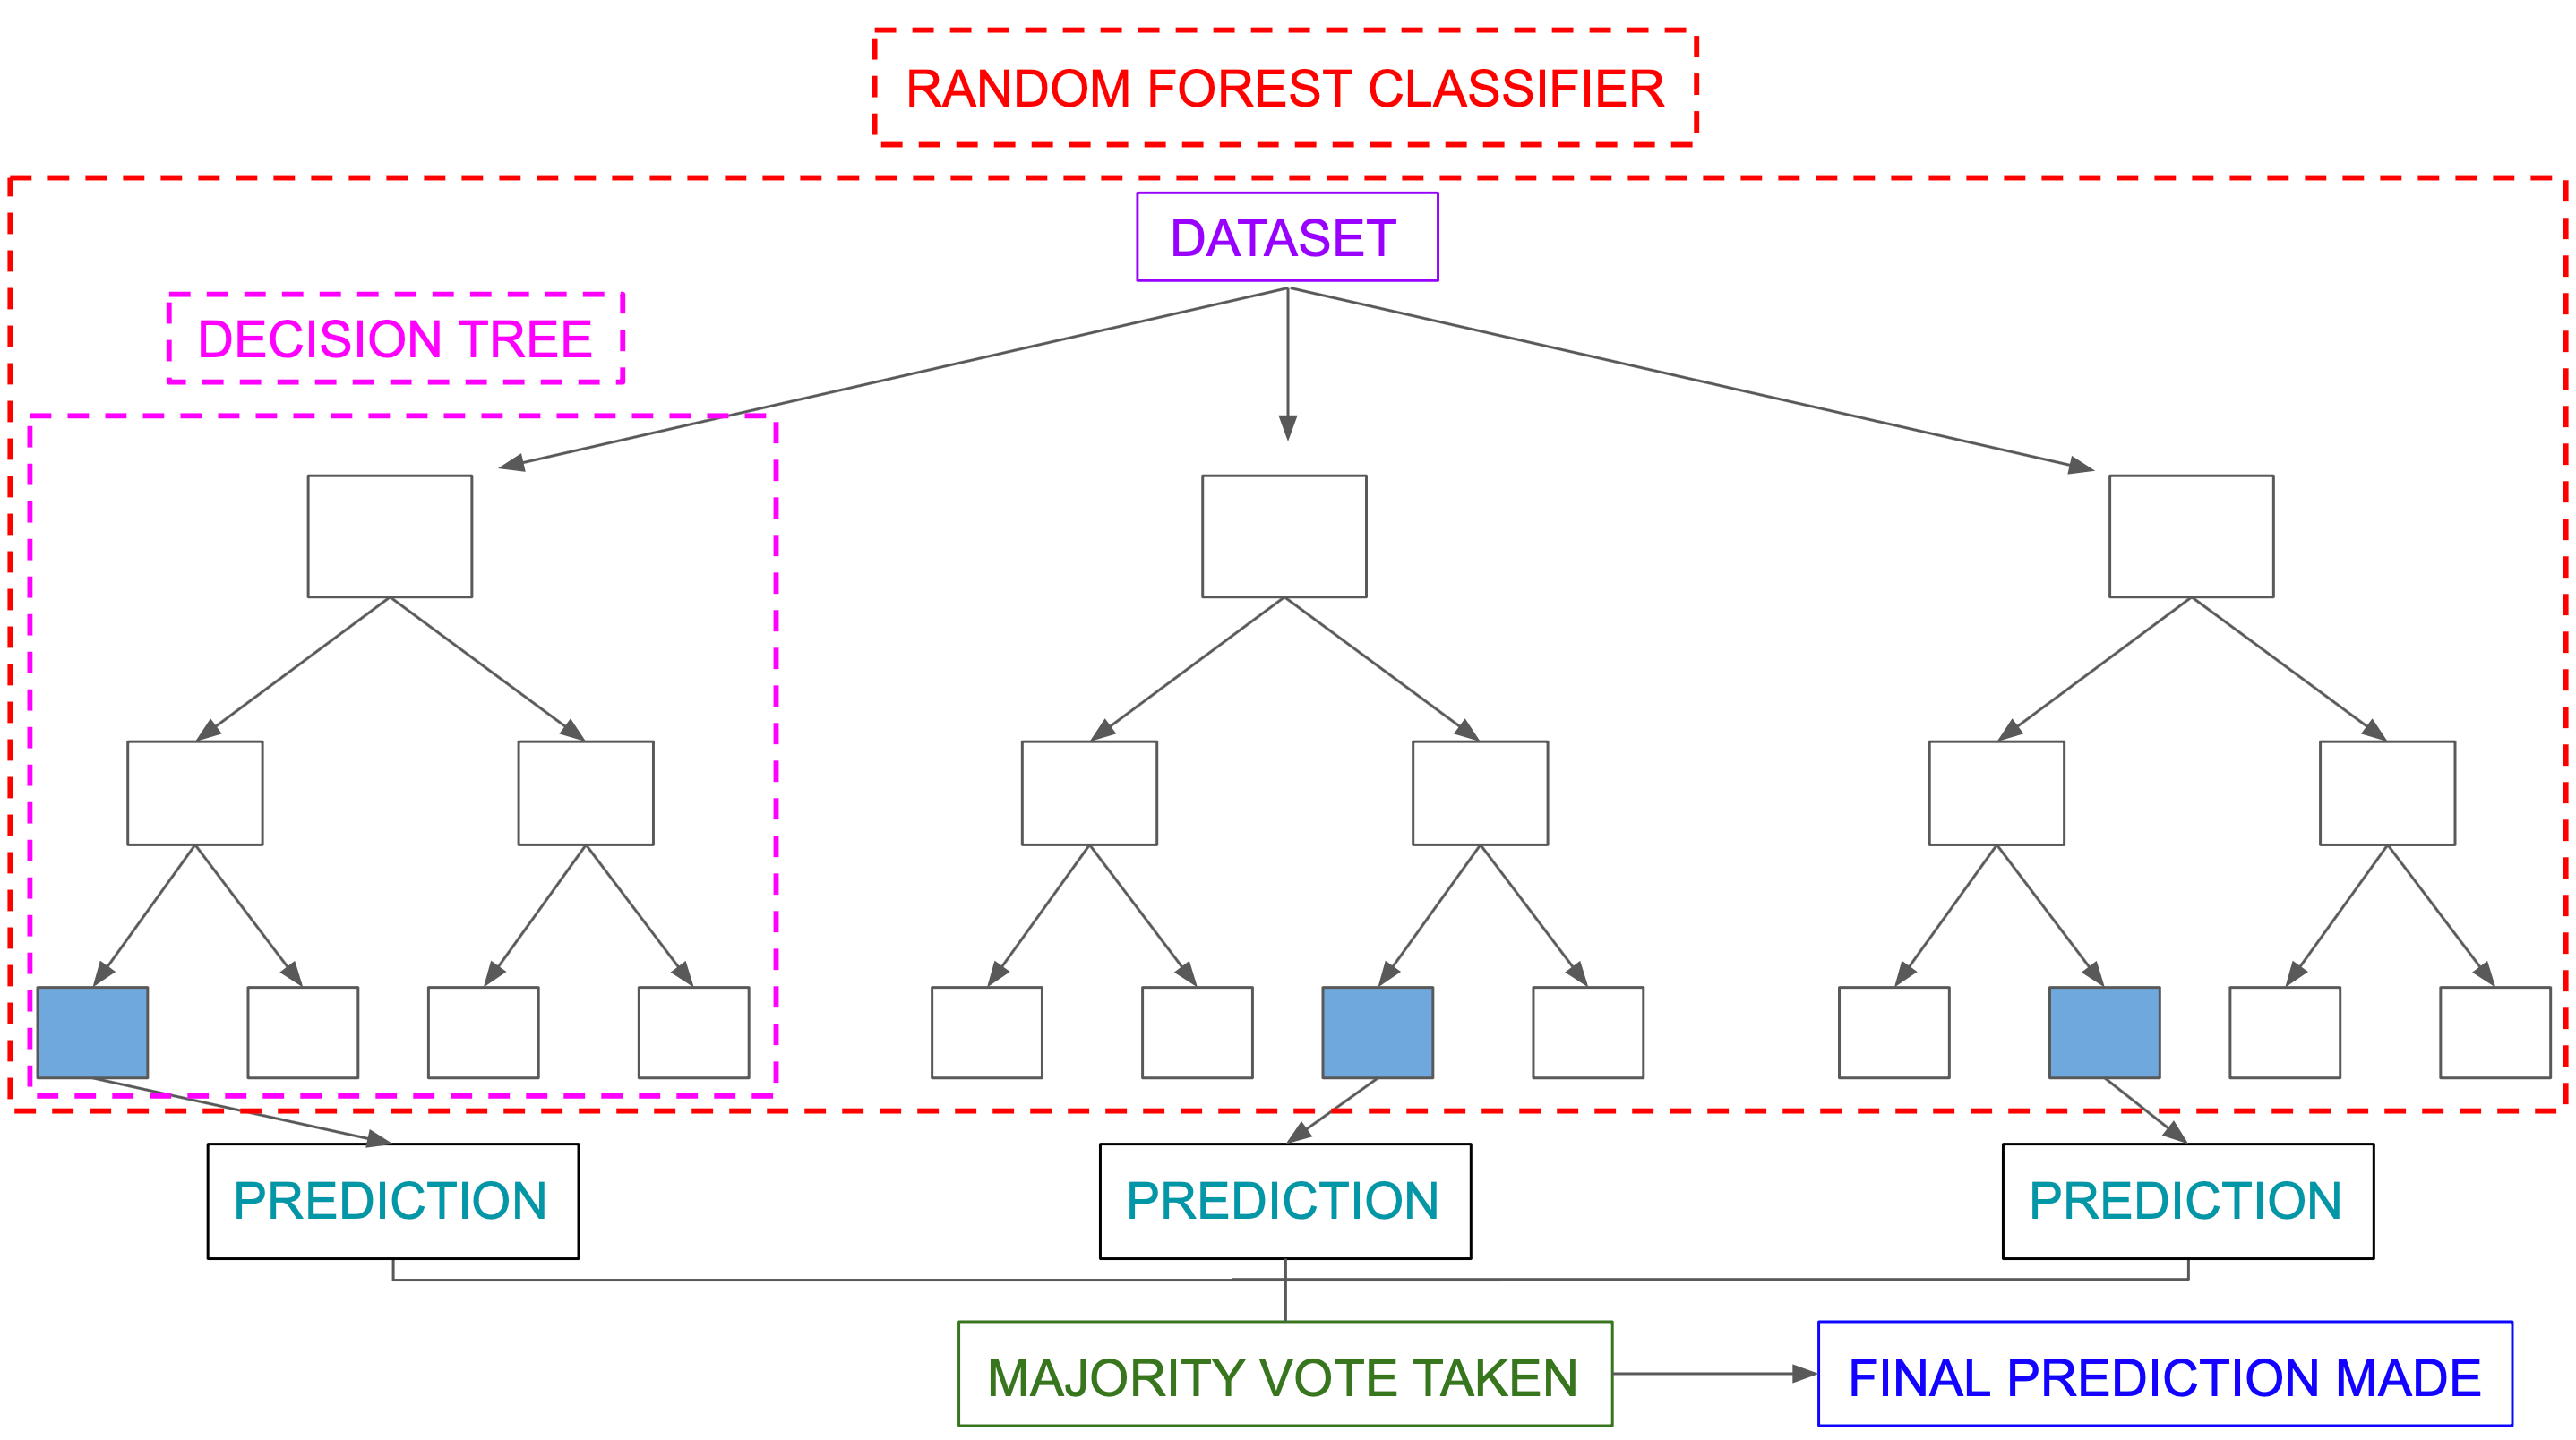 RANDOM FOREST CLASSIFIER
DATASET
DECISION TREE
PREDICTION
PREDICTION
PREDICTION
MAJORITY VOTE TAKEN
FINAL PREDICTION MADE